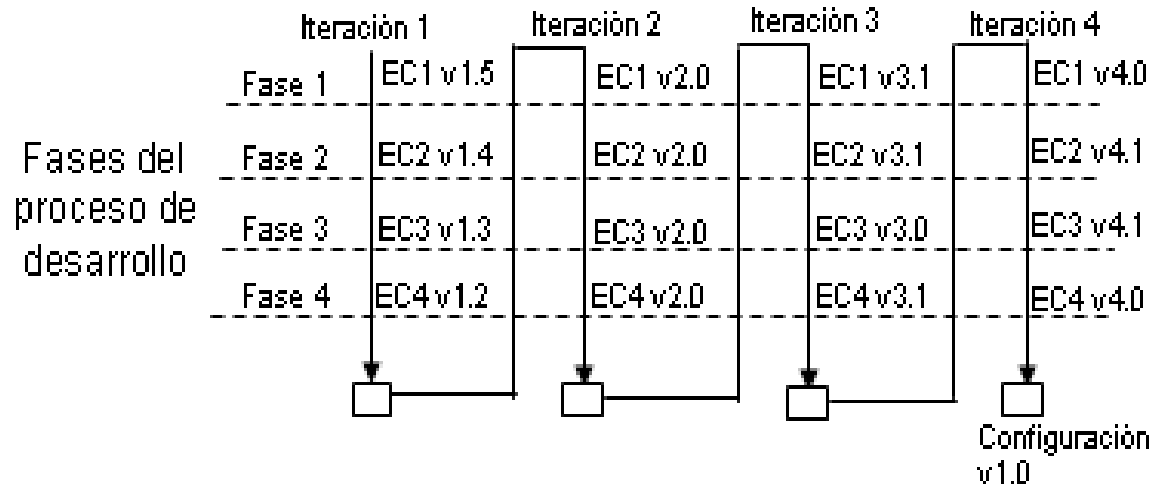 Iteración 1 Iteración 2 Iteración 3 Iteración 4
Fase 1 EC1 v1.5 EC1 v2.0 EC1 v3.1 EC1 v4.0
Fases del
proceso de
desarrollo
Fase 2 EC2 v1.4 EC2 v2.0 EC2 v3.1 EC2 v4.1
Fase 3 EC3 v1.3 EC3 v2.0 EC3 v3.0 EC3 v4.1
Fase 4 EC4 v1.2 EC4 v2.0 EC4 v3.1 EC4 v4.0
Configuración
v1.0